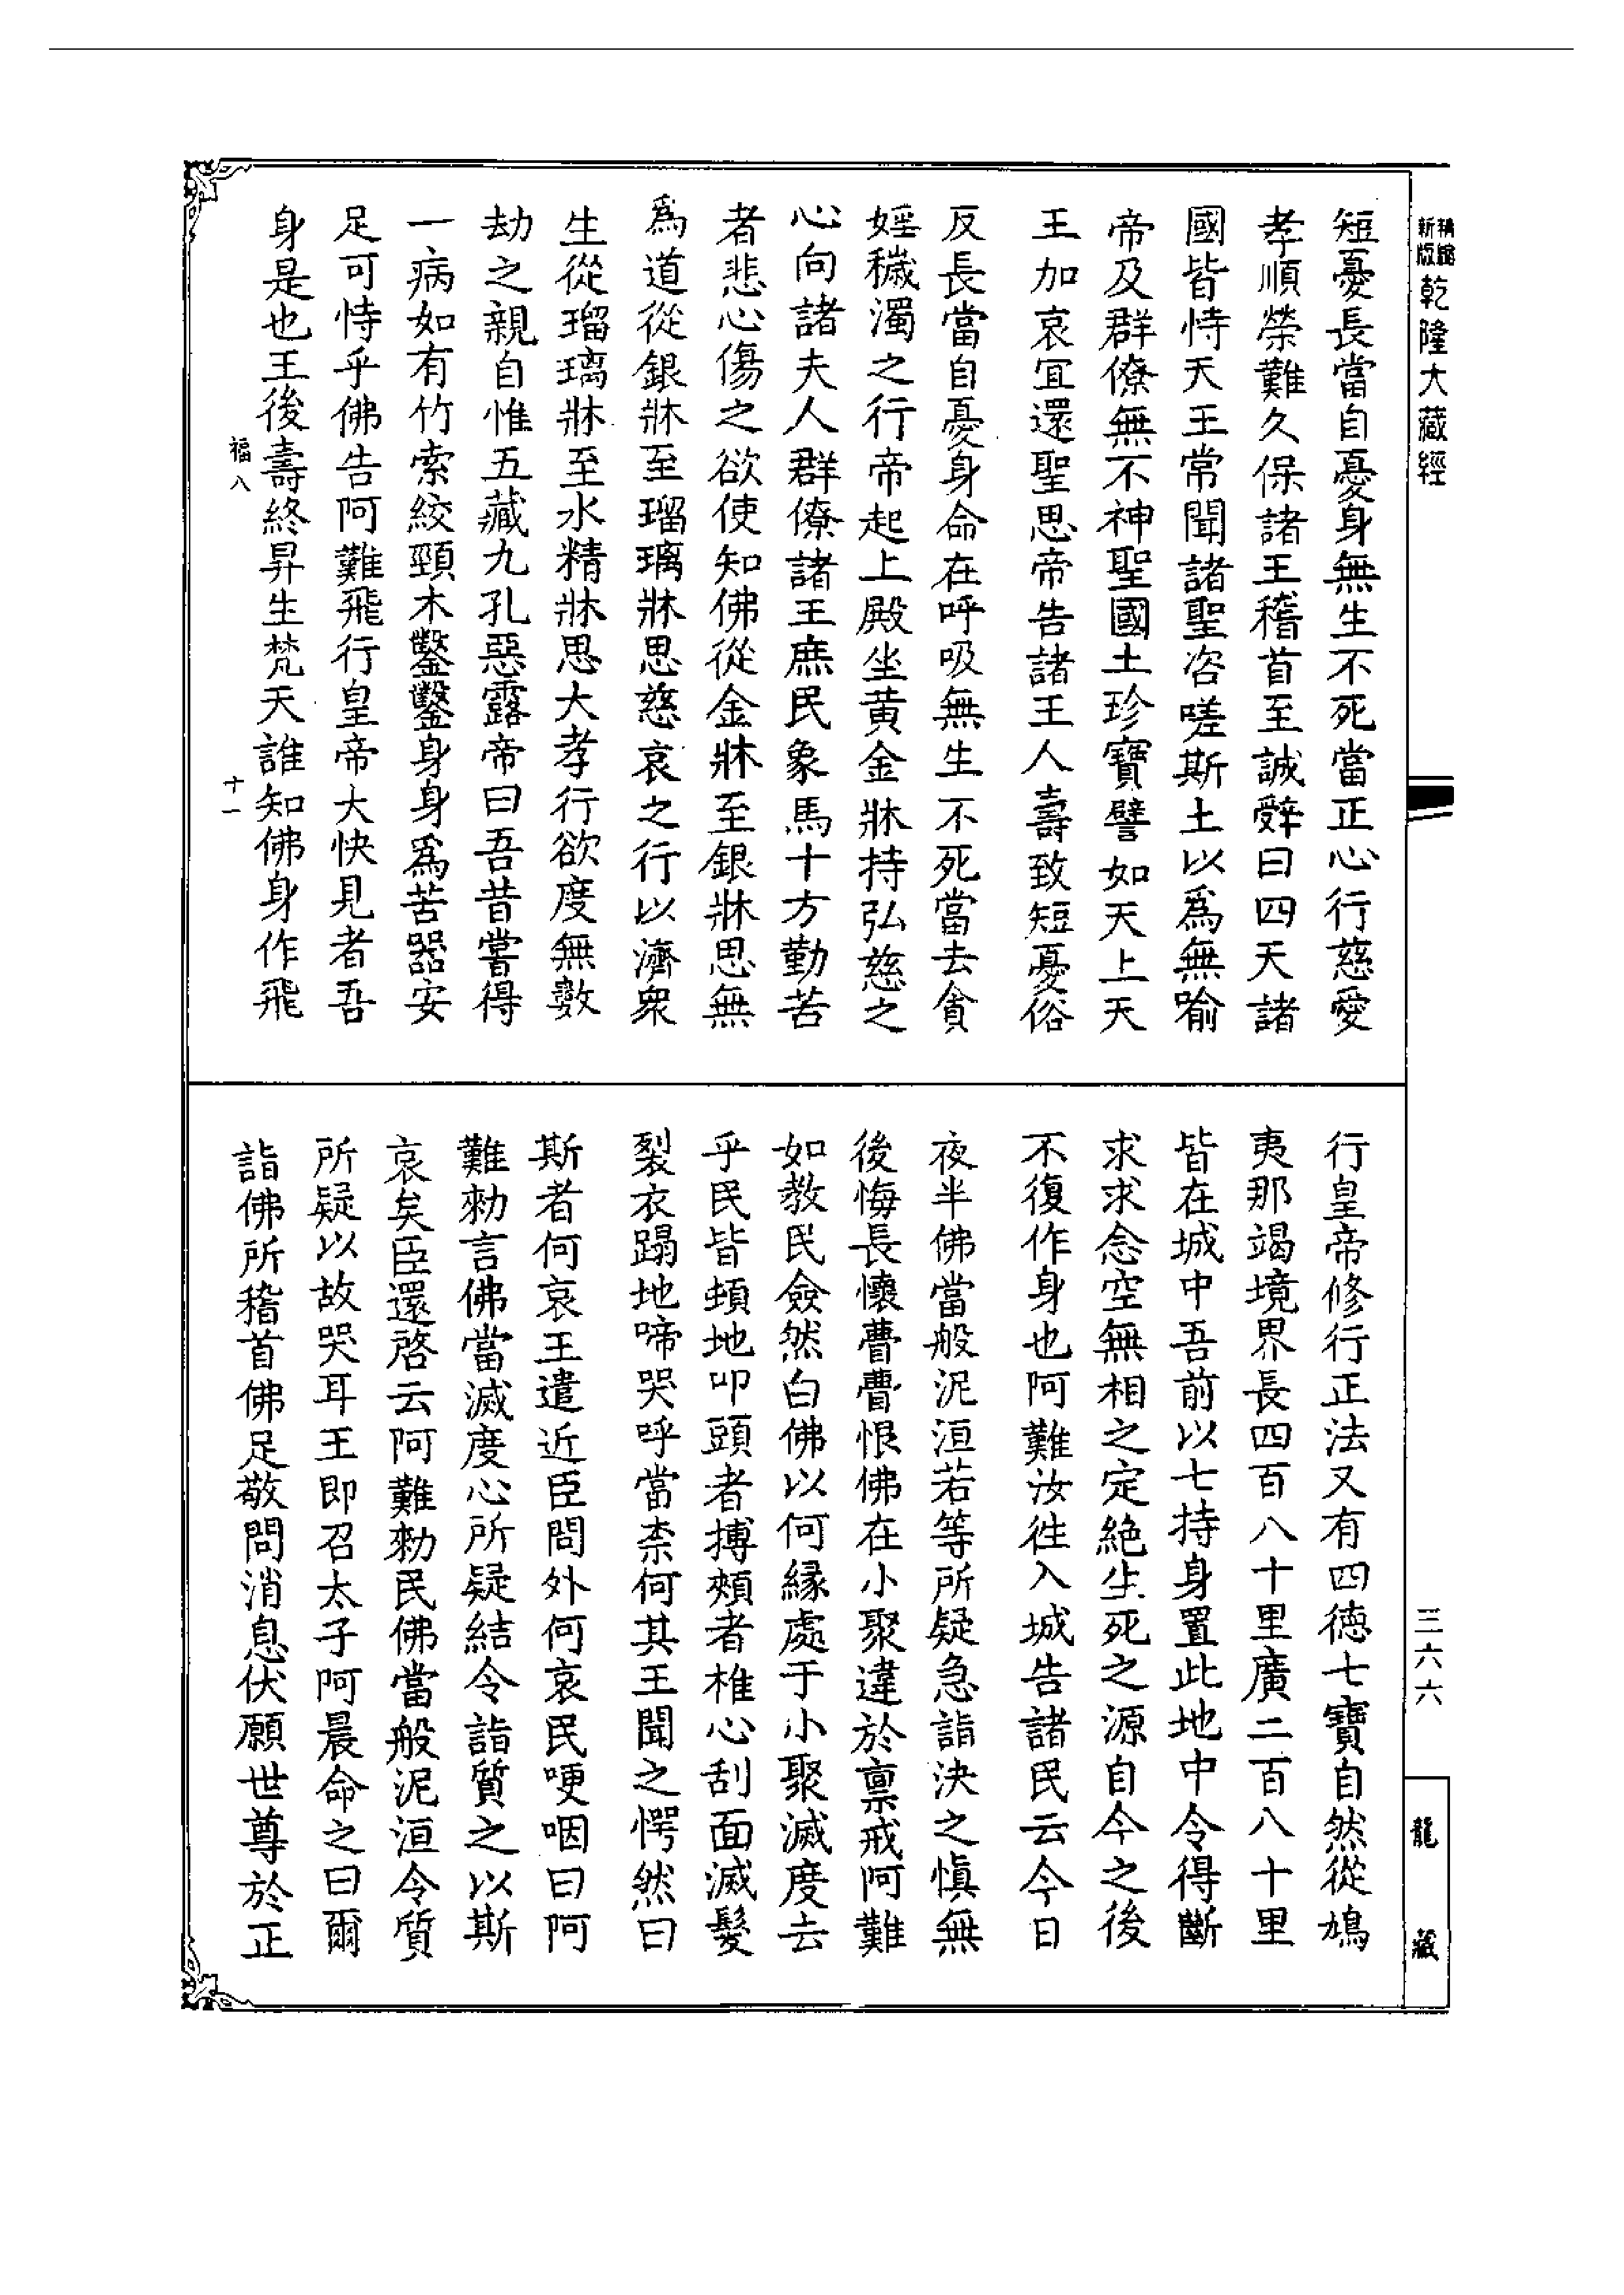 新版精縮乾隆大藏經
短憂長當自憂身無生不死當正心行慈愛
孝順榮難久保諸王稽首至誠辭曰四天諸
國皆恃天王常聞諸聖咨嗟斯土以爲無喻
帝及群僚無不神聖國土珍寶譬如天上天
王加哀宜還聖思帝告諸王人壽致短憂俗
反長當自憂身命在呼吸無生不死當去貪
婬穢濁之行帝起上殿坐黄金牀持弘慈之
心向諸夫人群僚諸王庶民象馬十方勤苦
者悲心傷之欲使知佛從金牀至銀牀思無
爲道從銀牀至瑠璃牀思慈哀之行以濟衆
生從瑠璃牀至水精牀思大孝行欲度無數
劫之親自惟五藏九孔惡露帝曰吾昔嘗得
一病如有竹索絞頸木鑿鑿身身爲苦器安
足可恃乎佛告阿難飛行皇帝大快見者吾
身是也王後壽終昇生梵天誰知佛身作飛
福八
十一
行皇帝修行正法又有四德七寶自然從鳩
夷那竭境界長四百八十里廣二百八十里
皆在城中吾前以七持身置此地中令得斷
求求念空無相之定絶生死之源自今之後
不復作身也阿難汝往入城告諸民云今日
夜半佛當般泥洹若等所疑急詣決之愼無
後悔長懷瞢瞢恨佛在小聚違於禀戒阿難
如教民僉然白佛以何緣處于小聚滅度去
乎民皆頓地叩頭者搏頰者椎心刮面滅髮
裂衣蹋地啼哭呼當柰何其王聞之愕然曰
斯者何哀王遣近臣問外何哀民哽咽曰阿
難勑言佛當滅度心所疑結令詣質之以斯
哀矣臣還啓云阿難勑民佛當般泥洹令質
所疑以故哭耳王即召太子阿晨命之曰爾
詣佛所稽首佛足敬問消息伏願世尊於正
三六六
龍藏